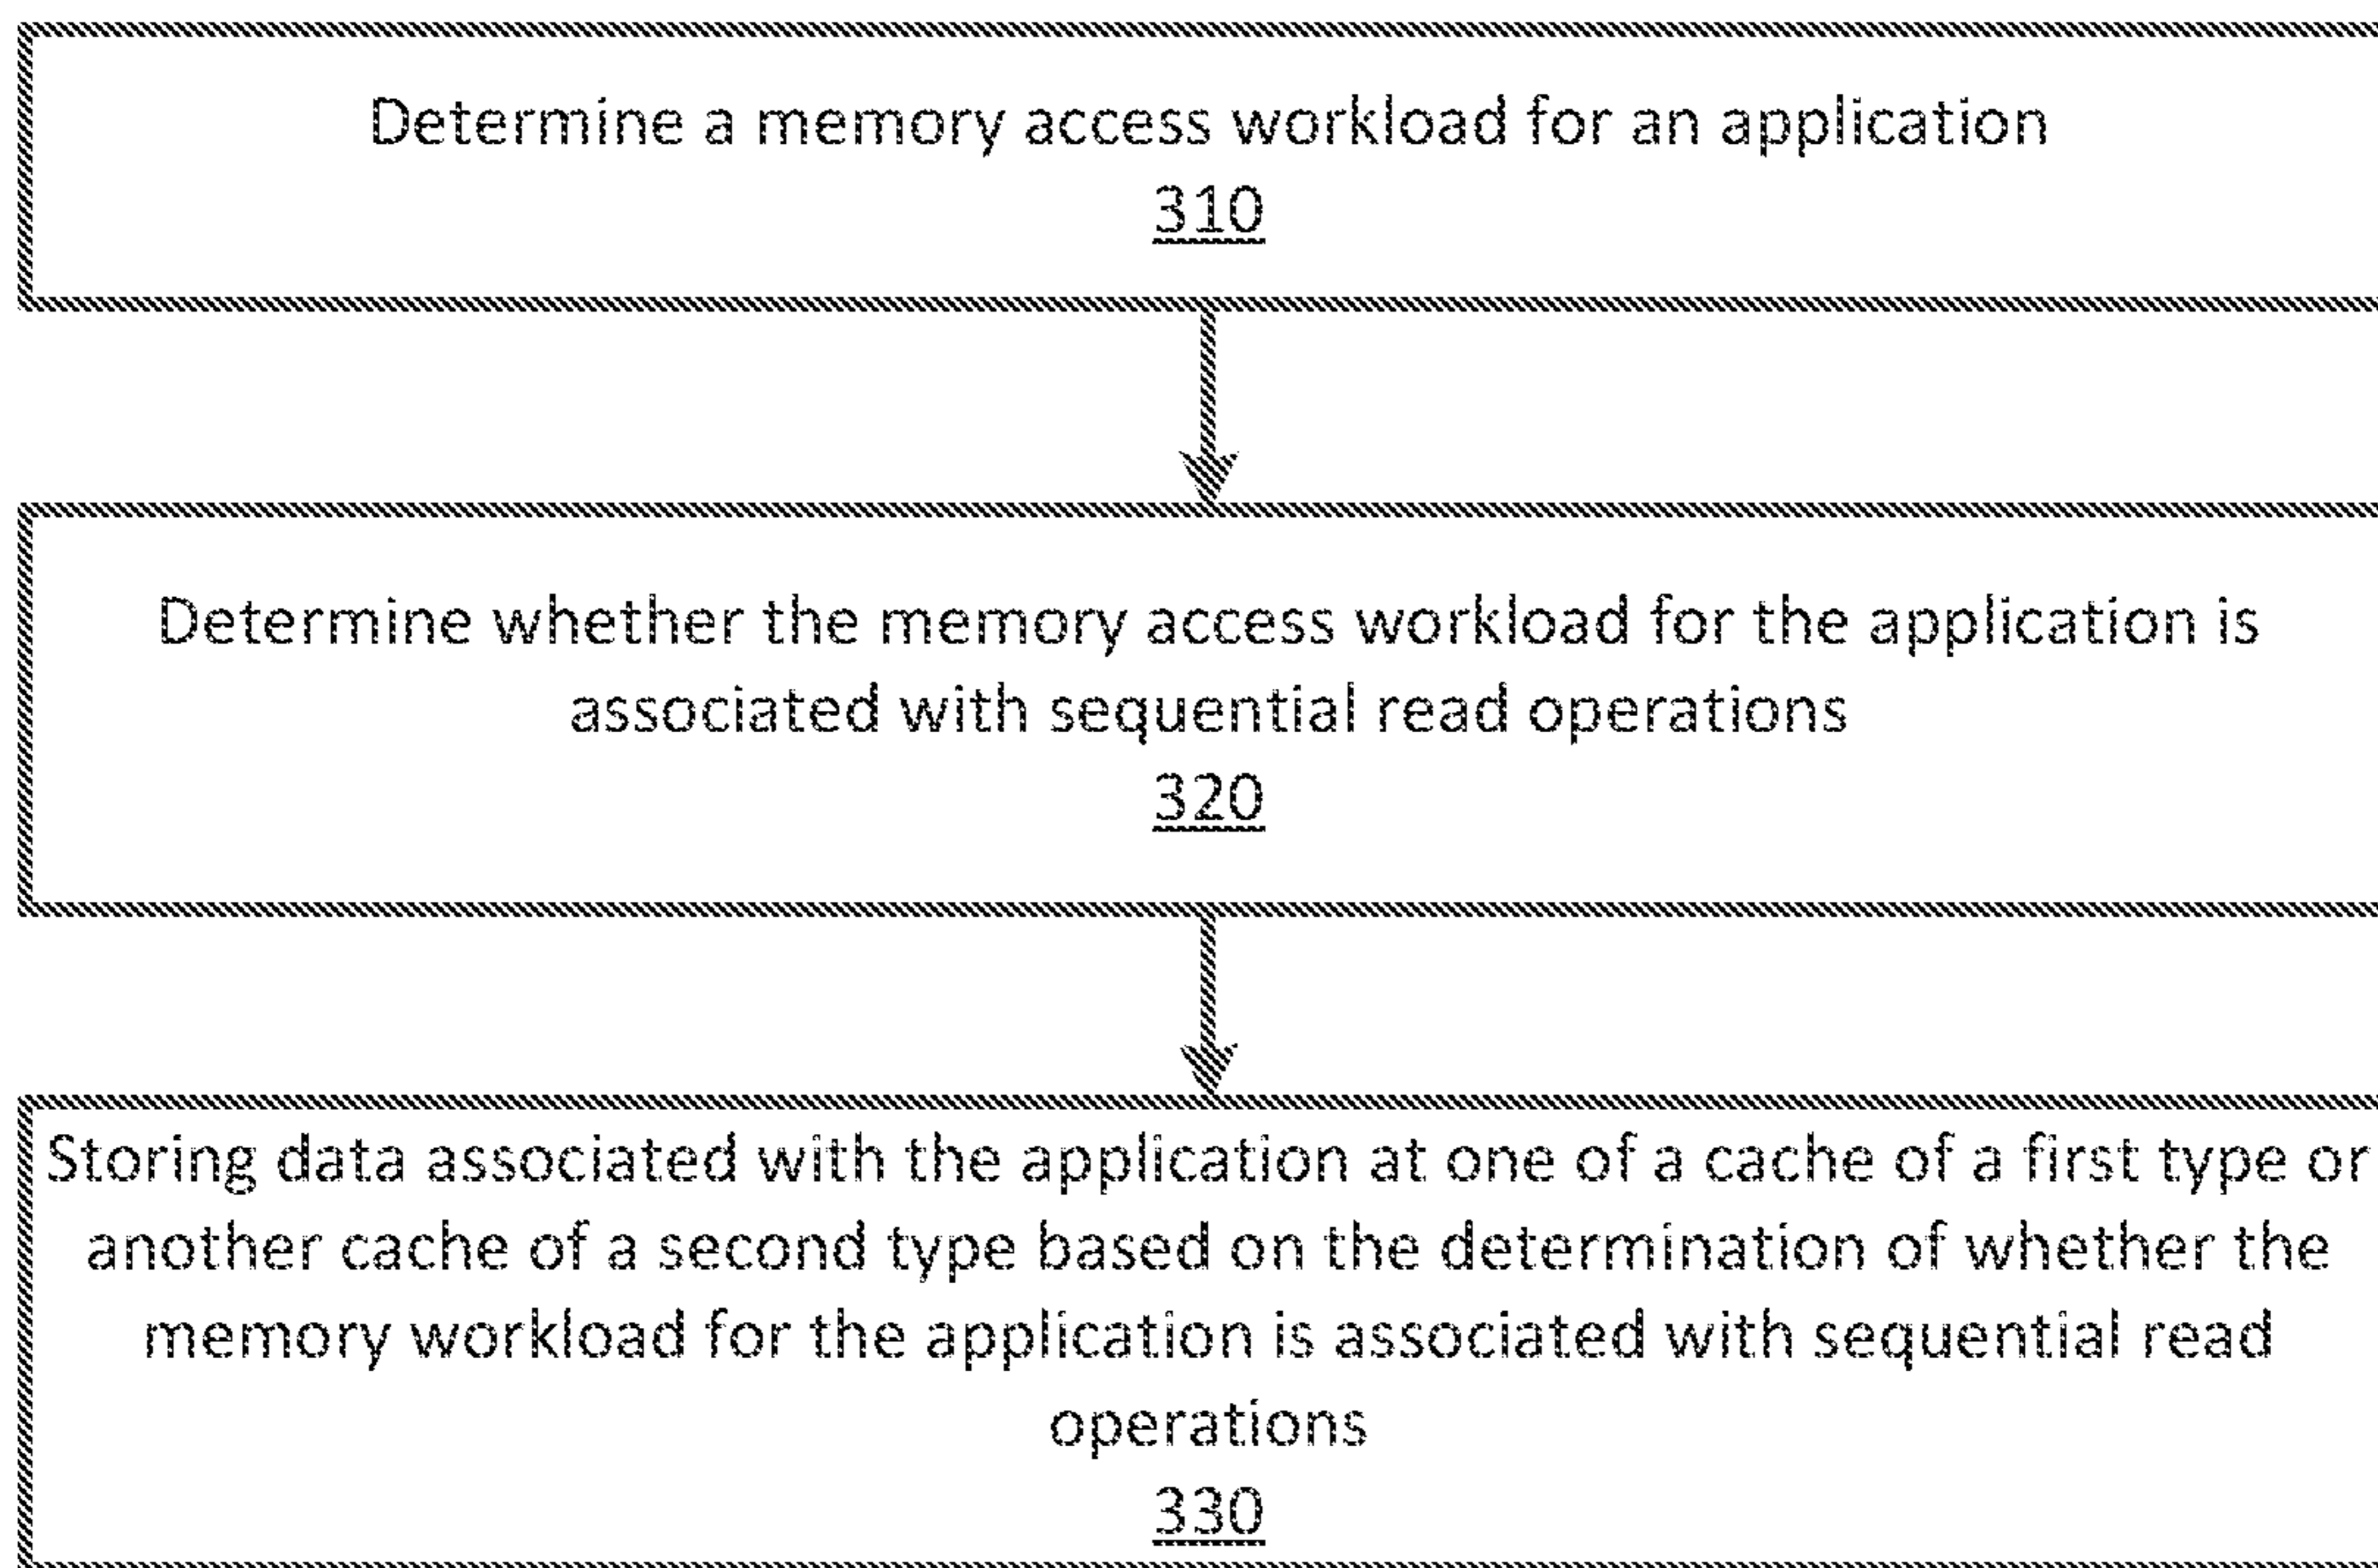 Determine a memory access workload for an application
310
Determine whether the memory access workload for the application is
associated with sequential read operations
320
Storing data associated with the application at one of a cache of a first type or
another cache of a second type based on the determination of whether the
memory workload for the application is associated with sequential read
operations
330